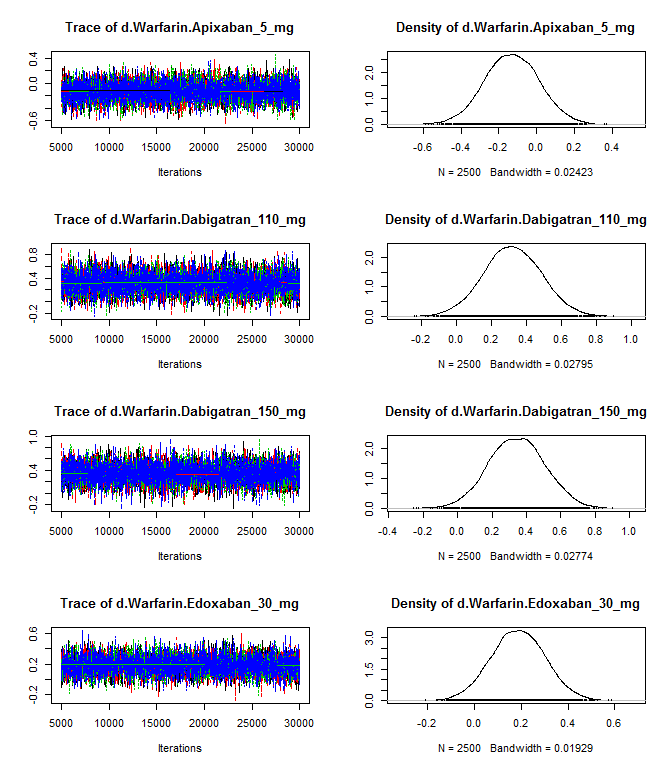 Trace of d.Warfarin.Apixaban_5_mg
Density of d.Warfarin.Apixaban_5_mg
-0.6 0.0 0.4
5000 10000 15000 20000 25000 30000
Iterations
0.0 1.0 2.0
-0.6 -0.4 -0.2 0.0 0.2 0.4
N = 2500 Bandwidth = 0.02423
Trace of d.Warfarin.Dabigatran_110_mg
Density of d.Warfarin.Dabigatran_110_mg
-0.2 0.4 0.8
5000 10000 15000 20000 25000 30000
Iterations
0.0 1.0 2.0
-0.2 0.0 0.2 0.4 0.6 0.8 1.0
N = 2500 Bandwidth = 0.02795
Trace of d.Warfarin.Dabigatran_150_mg
Density of d.Warfarin.Dabigatran_150_mg
-0.2 0.4 1.0
5000 10000 15000 20000 25000 30000
Iterations
0.0 1.0 2.0
-0.4 -0.2 0.0 0.2 0.4 0.6 0.8 1.0
N = 2500 Bandwidth = 0.02774
Trace of d.Warfarin.Edoxaban_30_mg
Density of d.Warfarin.Edoxaban_30_mg
-0.2 0.2 0.6
5000 10000 15000 20000 25000 30000
Iterations
0.0 1.5 3.0
-0.2 0.0 0.2 0.4 0.6
N = 2500 Bandwidth = 0.01929